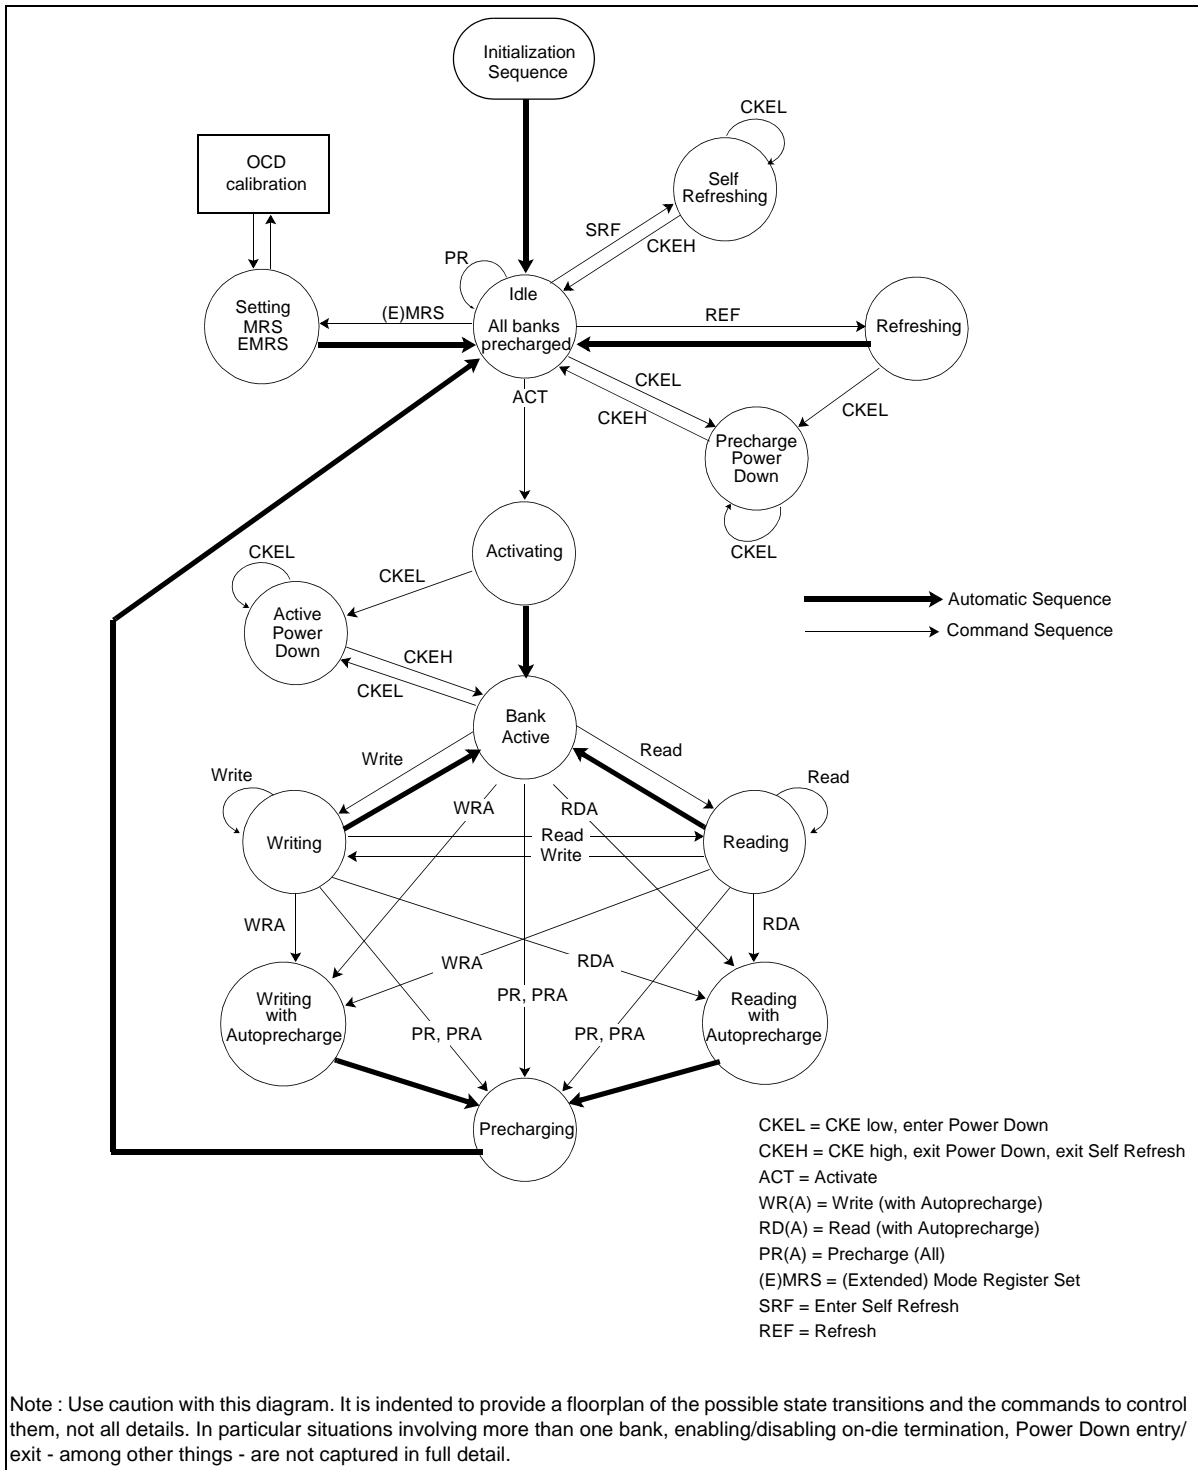 Initialization
Sequence
CKEL
OCD
calibration
Self
Refreshing
SRF
CKEH
PR
Idle
All banks
precharged
Setting
MRS
EMRS
(E)MRS
REF
Refreshing
CKEL
CKEH
ACT
CKEL
Precharge
Power
Down
CKEL
Activating
CKEL
CKEL
Active
Power
Down
CKEH
CKEL
Automatic Sequence
Command Sequence
Bank
Active
Write
Read
Write
Read
WRA
RDA
Writing
Read
Write
Reading
WRA
RDA
WRA
RDA
Writing
with
Autoprecharge
PR, PRA
Reading
with
Autoprecharge
PR, PRA
PR, PRA
Precharging
CKEL = CKE low, enter Power Down
CKEH = CKE high, exit Power Down, exit Self Refresh
ACT = Activate
WR(A) = Write (with Autoprecharge)
RD(A) = Read (with Autoprecharge)
PR(A) = Precharge (All)
(E)MRS = (Extended) Mode Register Set
SRF = Enter Self Refresh
REF = Refresh
Note : Use caution with this diagram. It is indented to provide a floorplan of the possible state transitions and the commands to control
them, not all details. In particular situations involving more than one bank, enabling/disabling on-die termination, Power Down entry/
exit - among other things - are not captured in full detail.